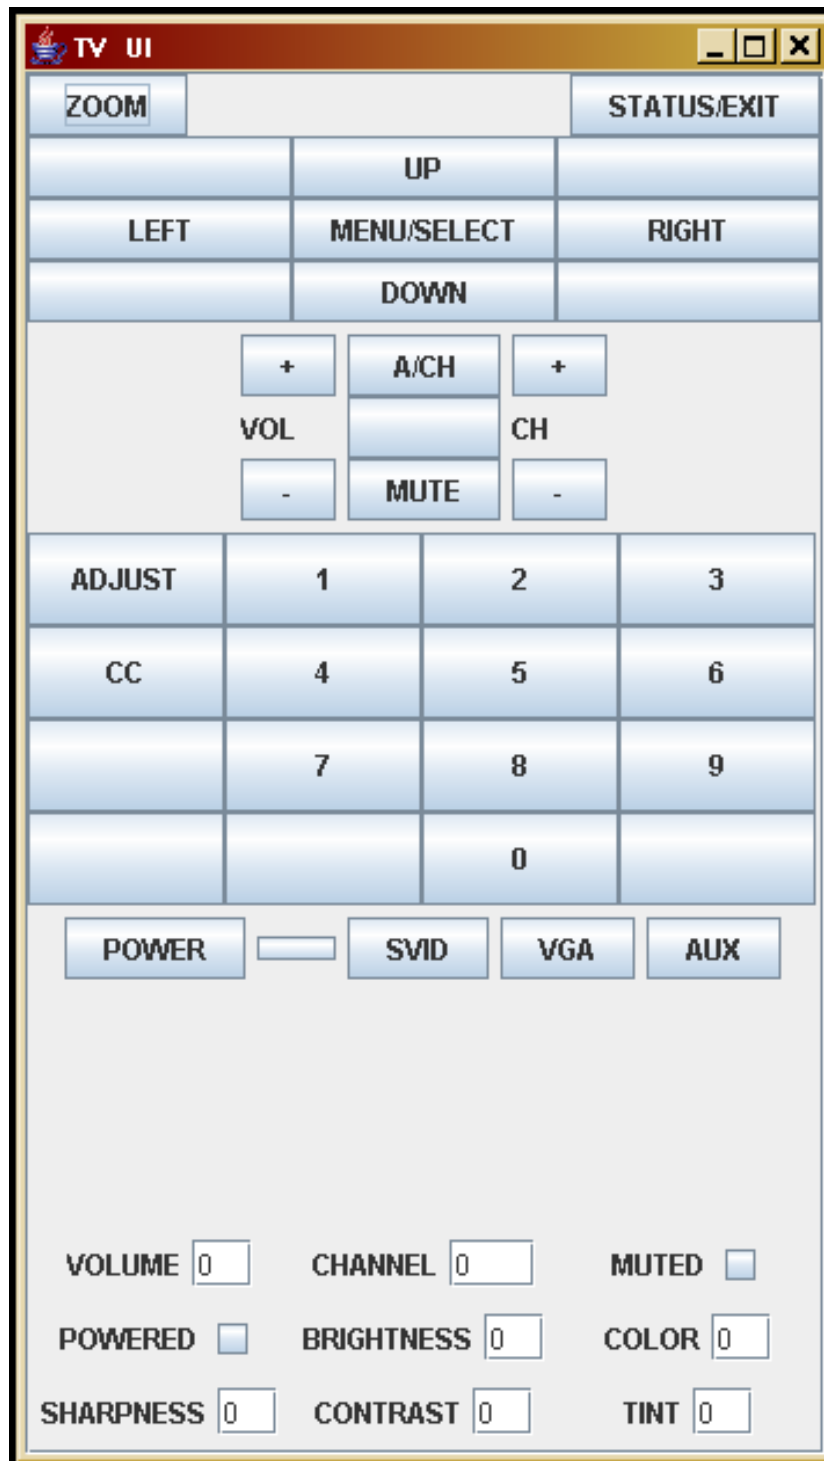 TV UI
ZOOM STATUS/EXIT
UP
LEFT MENU/SELECT RIGHT
DOWN
+ A/CH +
VOL CH
- MUTE -
ADJUST 1 2 3
CC 4 5 6
7 8 9
0
POWER SVID VGA AUX
VOLUME 0 CHANNEL 0 MUTED
POWERED BRIGHTNESS 0 COLOR 0
SHARPNESS 0 CONTRAST 0 TINT 0